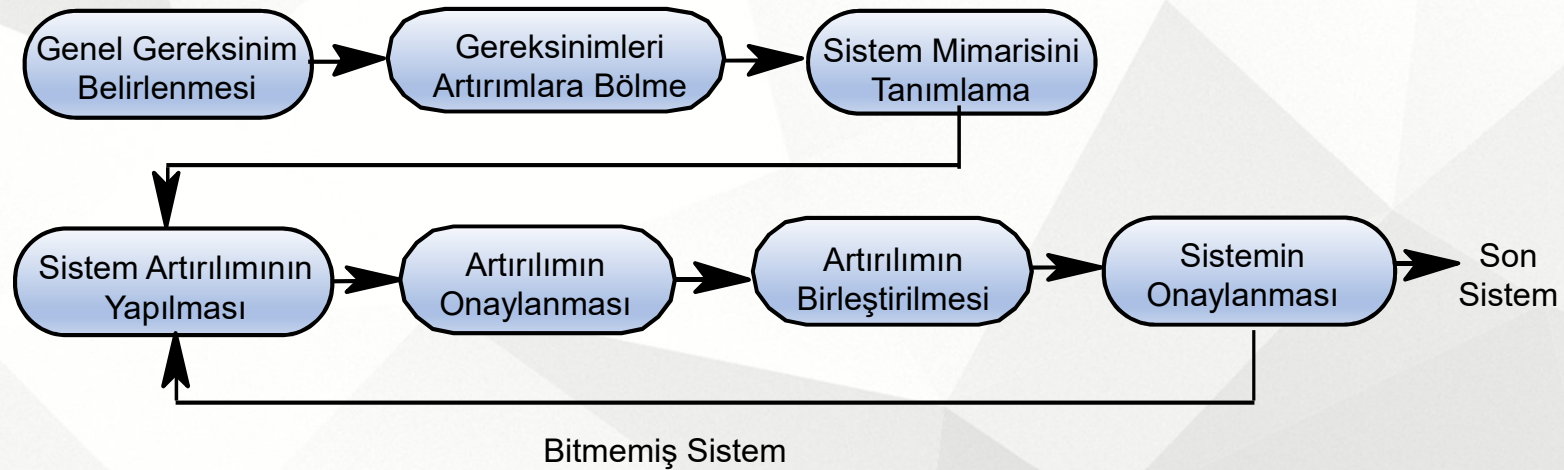 Genel Gereksinim
Belirlenmesi
Gereksinimleri
Artırımlara Bölme
Sistem Mimarisini
Tanımlama
Sistem Artırılımının
Yapılması
Artırılımın
Onaylanması
Artırılımın
Birleştirilmesi
Sistemin
Onaylanması
Son
Sistem
Bitmemiş Sistem